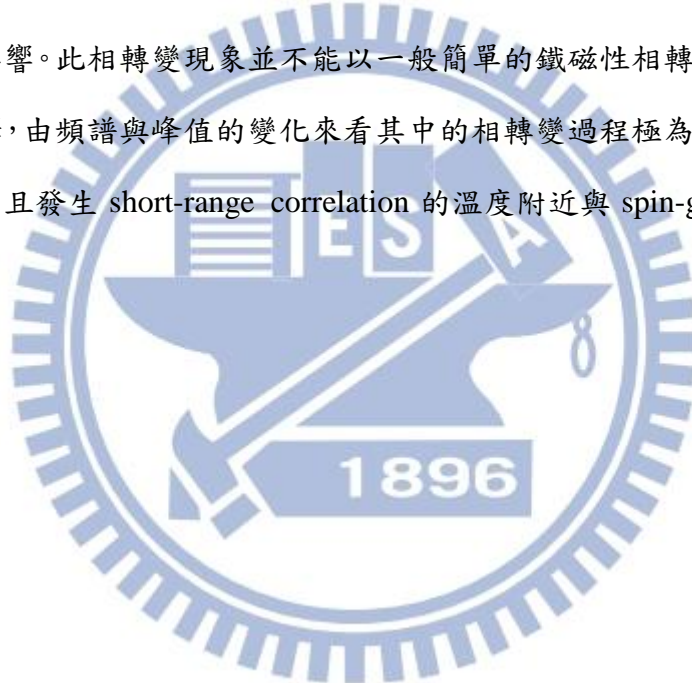 響。此相轉變現象並不能以一般簡單的鐵磁性相轉
,由頻譜與峰值的變化來看其中的相轉變過程極為
且發生 short-range correlation 的溫度附近與 spin-g
E S A
1896